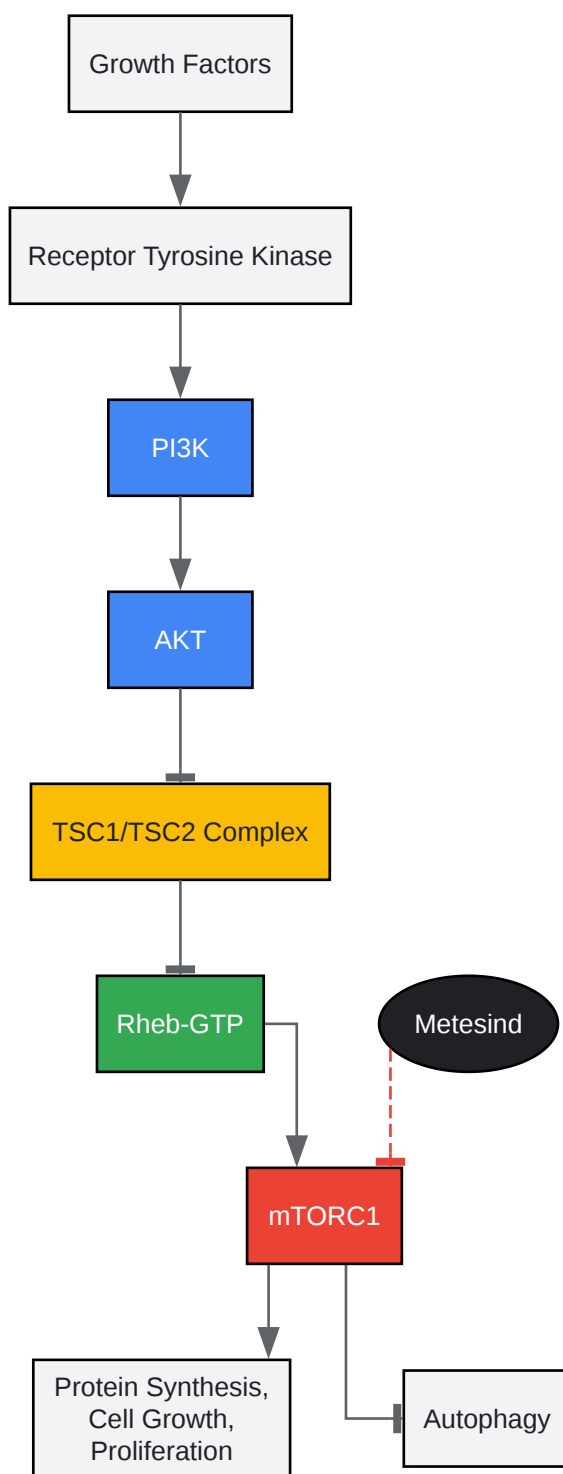 Growth Factors
Receptor Tyrosine Kinase
PI3K
AKT
TSC1/TSC2 Complex
Rheb-GTP
Metesind
mTORC1
Protein Synthesis,
Cell Growth,
Proliferation
Autophagy